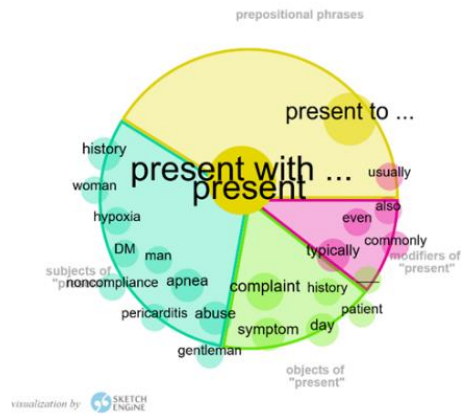 prepositional phrases
present to ...
present with ...
present
usually
also
even
commonly
typically
modifiers of
"present"
history
woman
hypoxia
DM
man
subjects of
"present"
noncompliance
apnea
pericarditis
abuse
gentleman
complaint
history
symptom
day
patient
objects of
"present"
visualization by SKETCH
ENGINE